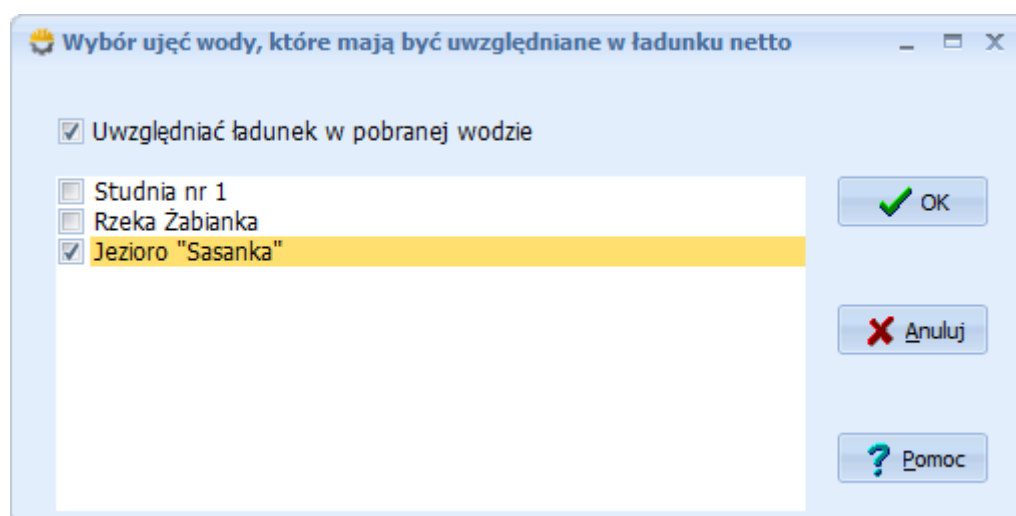 Wybór ujęć wody, które mają być uwzględniane w ładunku netto
Uwzględniać ładunek w pobranej wodzie
Studnia nr 1
Rzeka Żabianka
Jezioro "Sasanka"
OK
Anuluj
Pomoc